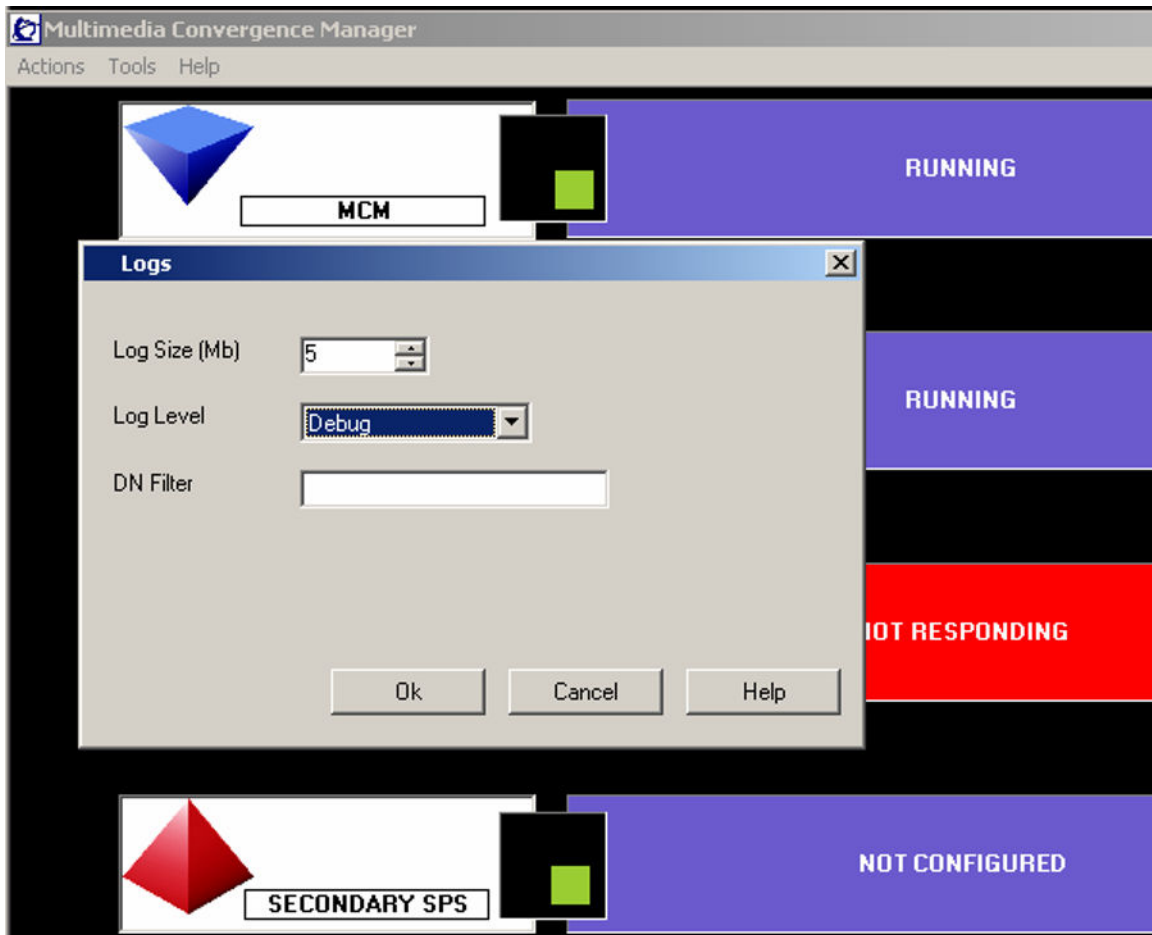 Multimedia Convergence Manager
Actions Tools Help
RUNNING
MCM
Logs
Log Size (Mb)
5
RUNNING
Log Level
Debug
DN Filter
RESPONDING
Ok Cancel Help
NOT CONFIGURED
SECONDARY SPS